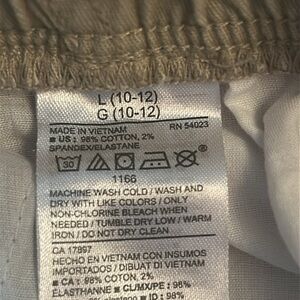 L (10-12)
G (10-12)
MADE IN VIETNAM RN 54023
■ US : 98% COTTON, 2%
SPANDEX/ELASTANE
30
1166
MACHINE WASH COLD / WASH AND
DRY WITH LIKE COLORS / ONLY
NON-CHLORINE BLEACH WHEN
NEEDED / TUMBLE DRY LOW / WARM
IRON / DO NOT DRY CLEAN
CA 17897
HECHO EN VIETNAM CON INSUMOS
IMPORTADOS / DIBUAT DI VIETNAM
■ CA : 98% COTTON, 2%
ELASTHANNE ■ CL/MX/PE : 98%
elastano ■ ID : 98%